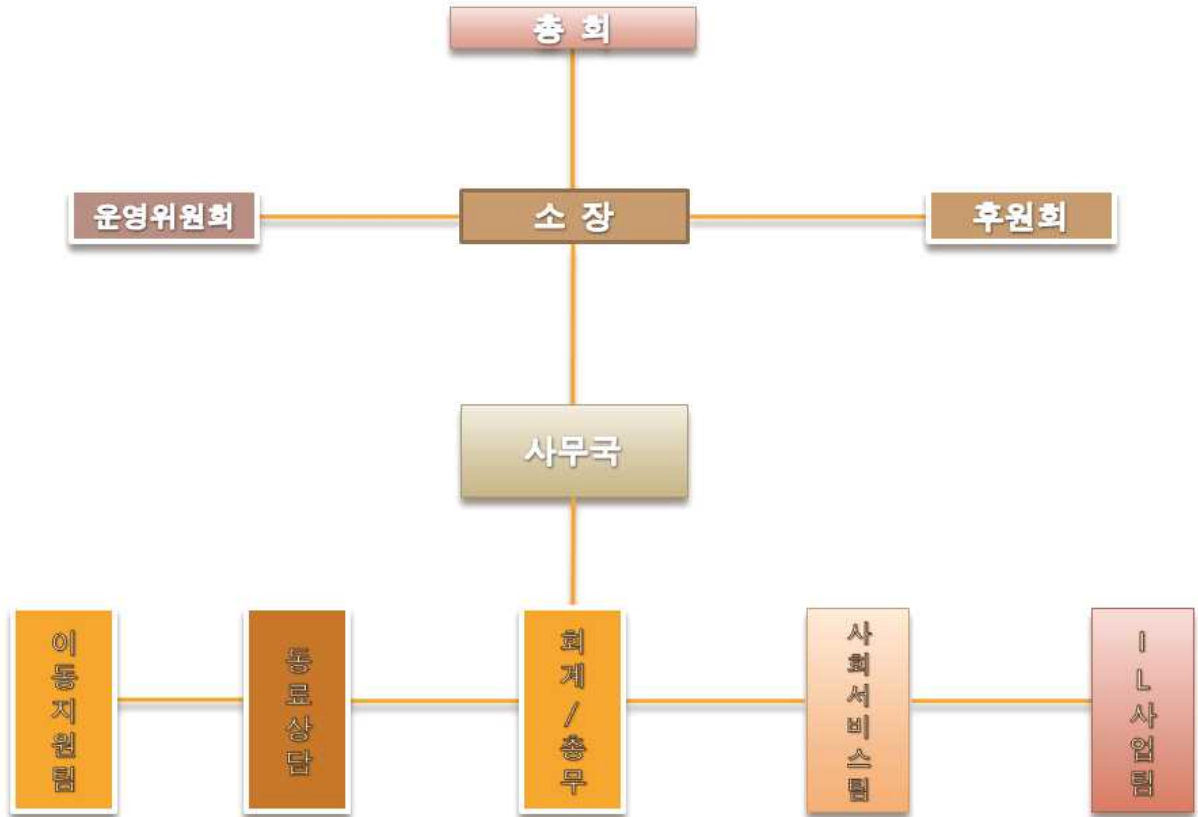 총 회
운영위원회
소 장
후원회
사무국
이동지원팀
동료상담
회계/총무
사회서비스팀
IL사업팀